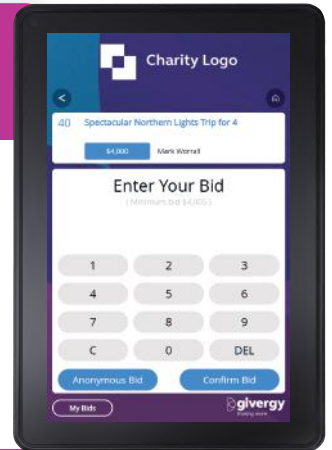 Charity Logo
<
40 Spectacular Northern Lights Trip for 4
$4,000 Mark Worrall
Enter Your Bid
1 2 3
4 5 6
7 8 9
C 0 DEL
Anonymous Bid Confirm Bid
My Bids givergy